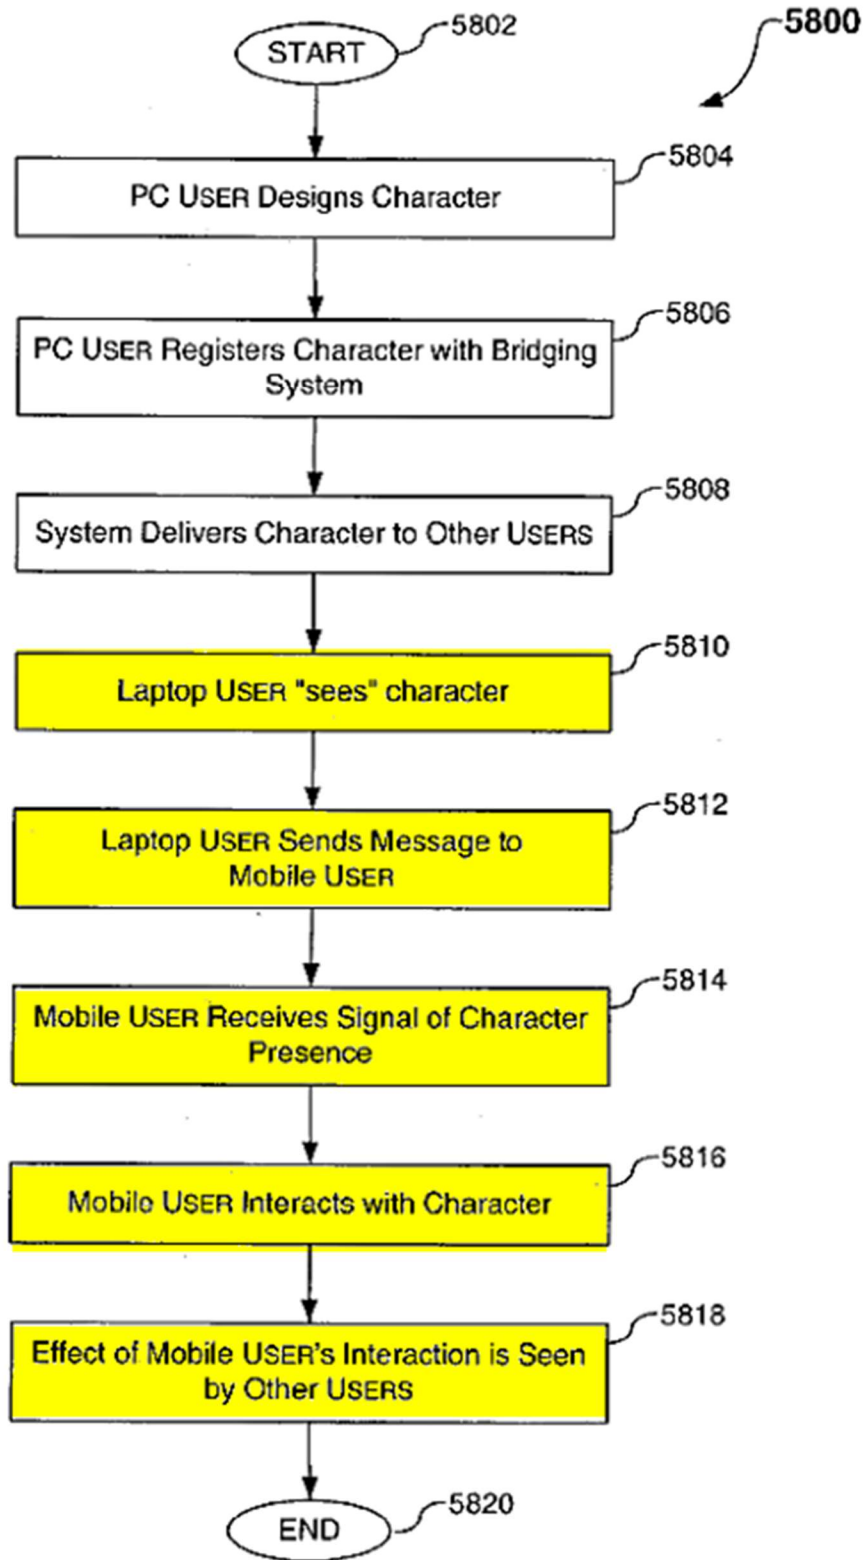 5800
START
5802
PC USER Designs Character
5804
PC USER Registers Character with Bridging
System
5806
System Delivers Character to Other USERS
5808
Laptop USER "sees" character
5810
Laptop USER Sends Message to
Mobile USER
5812
Mobile USER Receives Signal of Character
Presence
5814
Mobile USER Interacts with Character
5816
Effect of Mobile USER's Interaction is Seen
by Other USERS
5818
END
5820